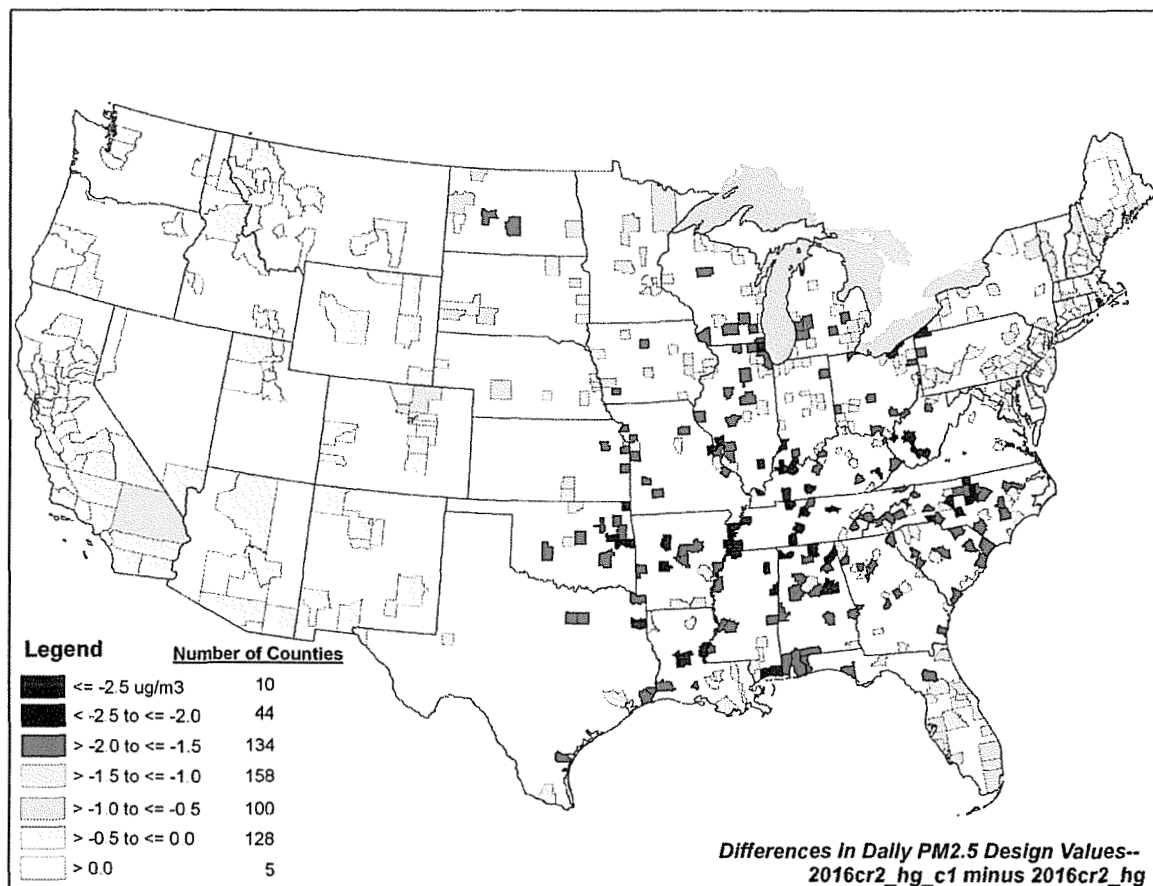 Legend
Number of Counties
<= -2.5 ug/m3 10
< -2.5 to <= -2.0 44
> -2.0 to <= -1.5 134
> -1.5 to <= -1.0 158
> -1.0 to <= -0.5 100
> -0.5 to <= 0.0 128
> 0.0 5
Differences in Daily PM2.5 Design Values--
2016cr2_hg_c1 minus 2016cr2_hg